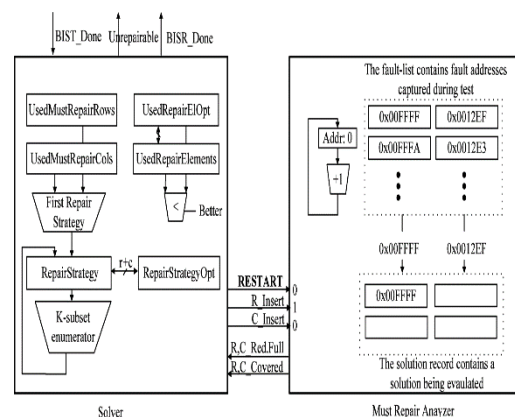 BIST_Done
Unrepairable
BISR_Done
UsedMustRepairRows
UsedRepairElOpt
UsedMustRepairCols
UsedRepairElements
First Repair
Strategy
<
Better
RepairStrategy
r+c
RepairStrategyOpt
K-subset
enumerator
Solver
RESTART
0
R_Insert
1
C_Insert
0
R,C_Red.Full
R,C_Covered
The fault-list contains fault addresses
captured during test
Addr: 0
+1
0x00FFFF
0x0012EF
0x00FFFA
0x0012E3
0x00FFFF
0x0012EF
0x00FFFF
The solution record contains a
solution being evaulated
Must Repair Anayzer